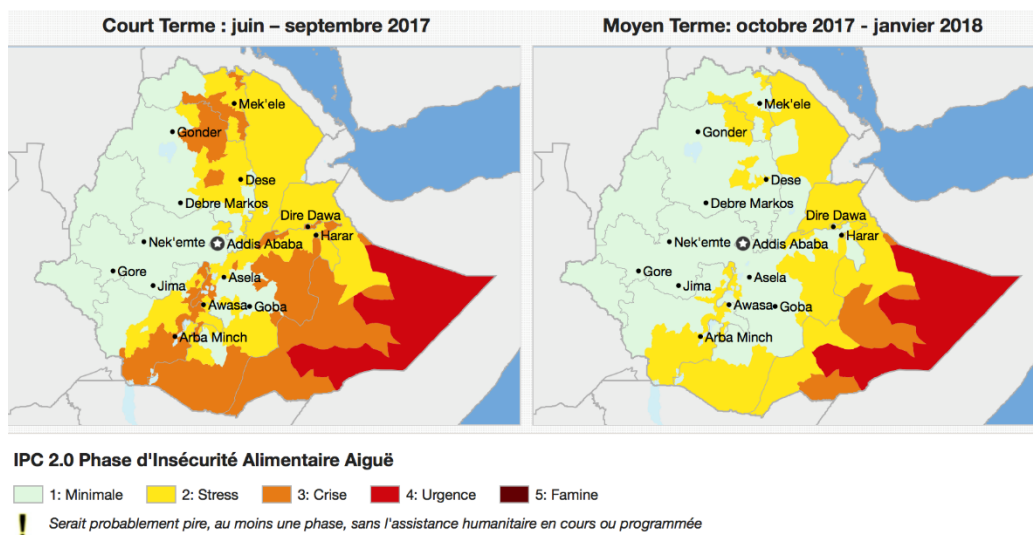 Court Terme : juin – septembre 2017
Moyen Terme: octobre 2017 - janvier 2018
Mek'ele
Gonder
Dese
Debre Markos
Dire Dawa
Harar
Nek'emte
Addis Ababa
Gore
Asela
Jima
Awasa
Goba
Arba Minch
Mek'ele
Gonder
Dese
Debre Markos
Dire Dawa
Harar
Nek'emte
Addis Ababa
Gore
Asela
Jima
Awasa
Goba
Arba Minch
IPC 2.0 Phase d'Insécurité Alimentaire Aiguë
1: Minimale 2: Stress 3: Crise 4: Urgence 5: Famine
! Serait probablement pire, au moins une phase, sans l'assistance humanitaire en cours ou programmée